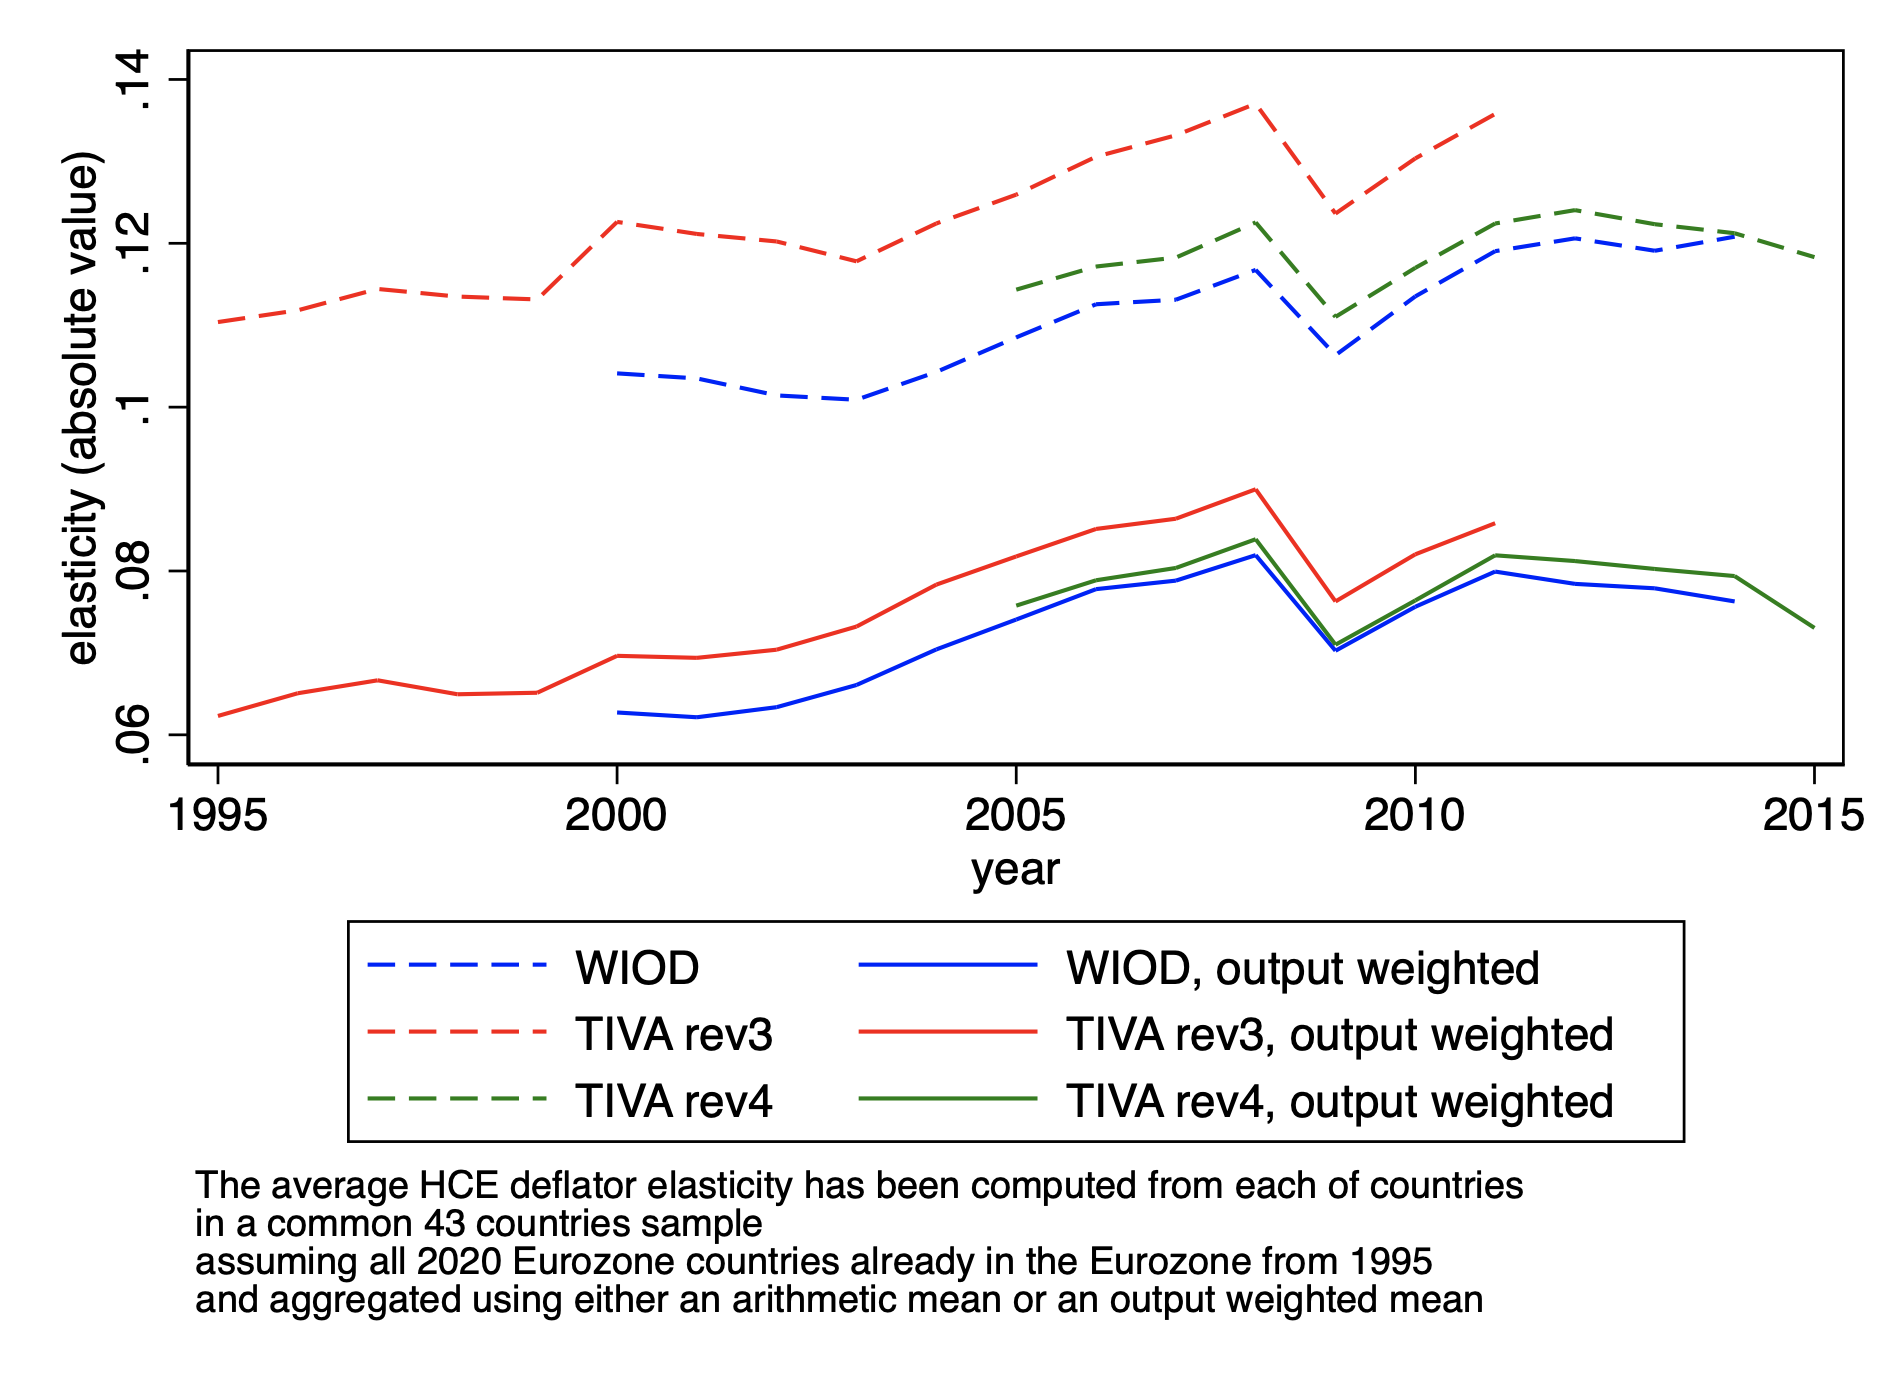 .14
.12
.1
.08
.06
elasticity (absolute value)
1995 2000 2005 2010 2015
year
WIOD WIOD, output weighted
TIVA rev3 TIVA rev3, output weighted
TIVA rev4 TIVA rev4, output weighted
The average HCE deflator elasticity has been computed from each of countries
in a common 43 countries sample
assuming all 2020 Eurozone countries already in the Eurozone from 1995
and aggregated using either an arithmetic mean or an output weighted mean